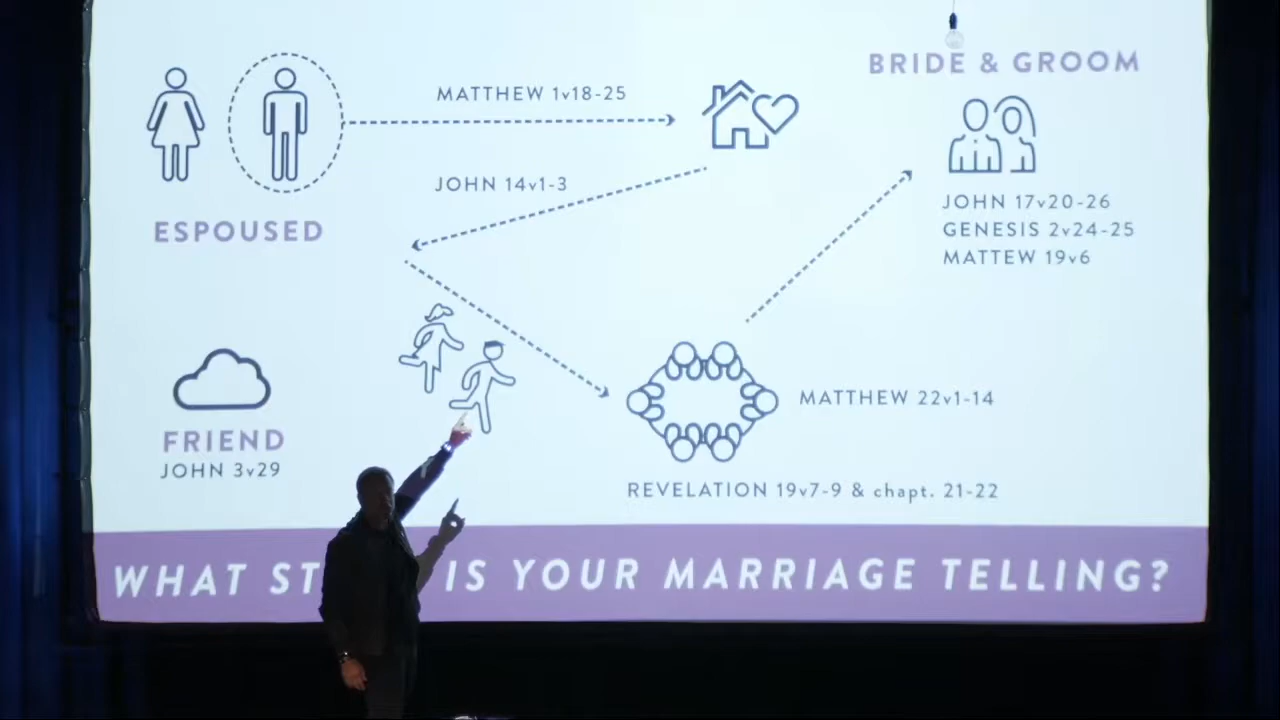 BRIDE & GROOM
MATTHEW 1v18-25
JOHN 14v1-3
JOHN 17v20-26
ESPOUSED
GENESIS 2v24-25
MATTEW 19v6
MATTHEW 22v1-14
FRIEND
JOHN 3v29
REVELATION 19v7-9 & chapt. 21-22
WHAT ST IS YOUR MARRIAGE TELLING?